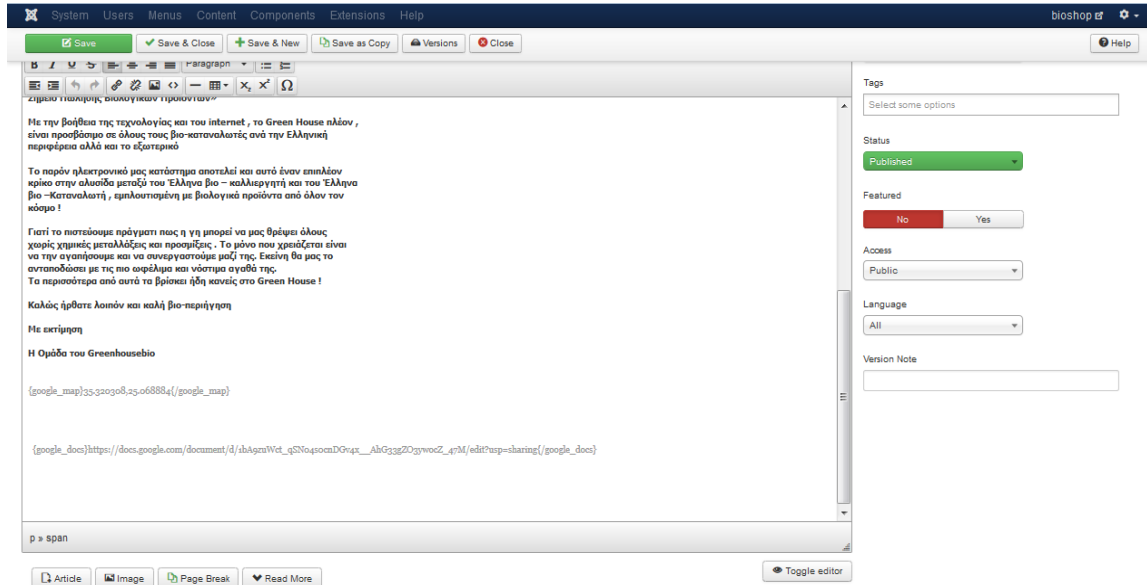 System Users Menus Content Components Extensions Help bioshop
Save Save & Close Save & New Save as Copy Versions Close Help
B I U S Paragraph
X₂ X² Ω
Σημείο Πώλησης Βιολογικών Προϊόντων»
Με την βοήθεια της τεχνολογίας και του internet , το Green House πλέον ,
είναι προσβάσιμο σε όλους τους βιο-καταναλωτές ανά την Ελληνική
περιφέρεια αλλά και το εξωτερικό
Το παρόν ηλεκτρονικό μας κατάστημα αποτελεί και αυτό έναν επιπλέον
κρίκο στην αλυσίδα μεταξύ του Έλληνα βιο – καλλιεργητή και του Έλληνα
βιο –Καταναλωτή , εμπλουτισμένη με βιολογικά προϊόντα από όλον τον
κόσμο !
Γιατί το πιστεύουμε πράγματι πως η γη μπορεί να μας θρέψει όλους
χωρίς χημικές μεταλλάξεις και προσμίξεις . Το μόνο που χρειάζεται είναι
να την αγαπήσουμε και να συνεργαστούμε μαζί της. Εκείνη θα μας το
ανταποδώσει με τις πιο ωφέλιμα και νόστιμα αγαθά της.
Τα περισσότερα από αυτά τα βρίσκει ήδη κανείς στο Green House !
Καλώς ήρθατε λοιπόν και καλή βιο-περιήγηση
Με εκτίμηση
Η Ομάδα του Greenhousebio
{google_map}35.320308,25.068884{/google_map}
p » span
Article Image Page Break Read More Toggle editor
Tags
Select some options
Status
Published
Featured
No Yes
Access
Public
Language
All
Version Note